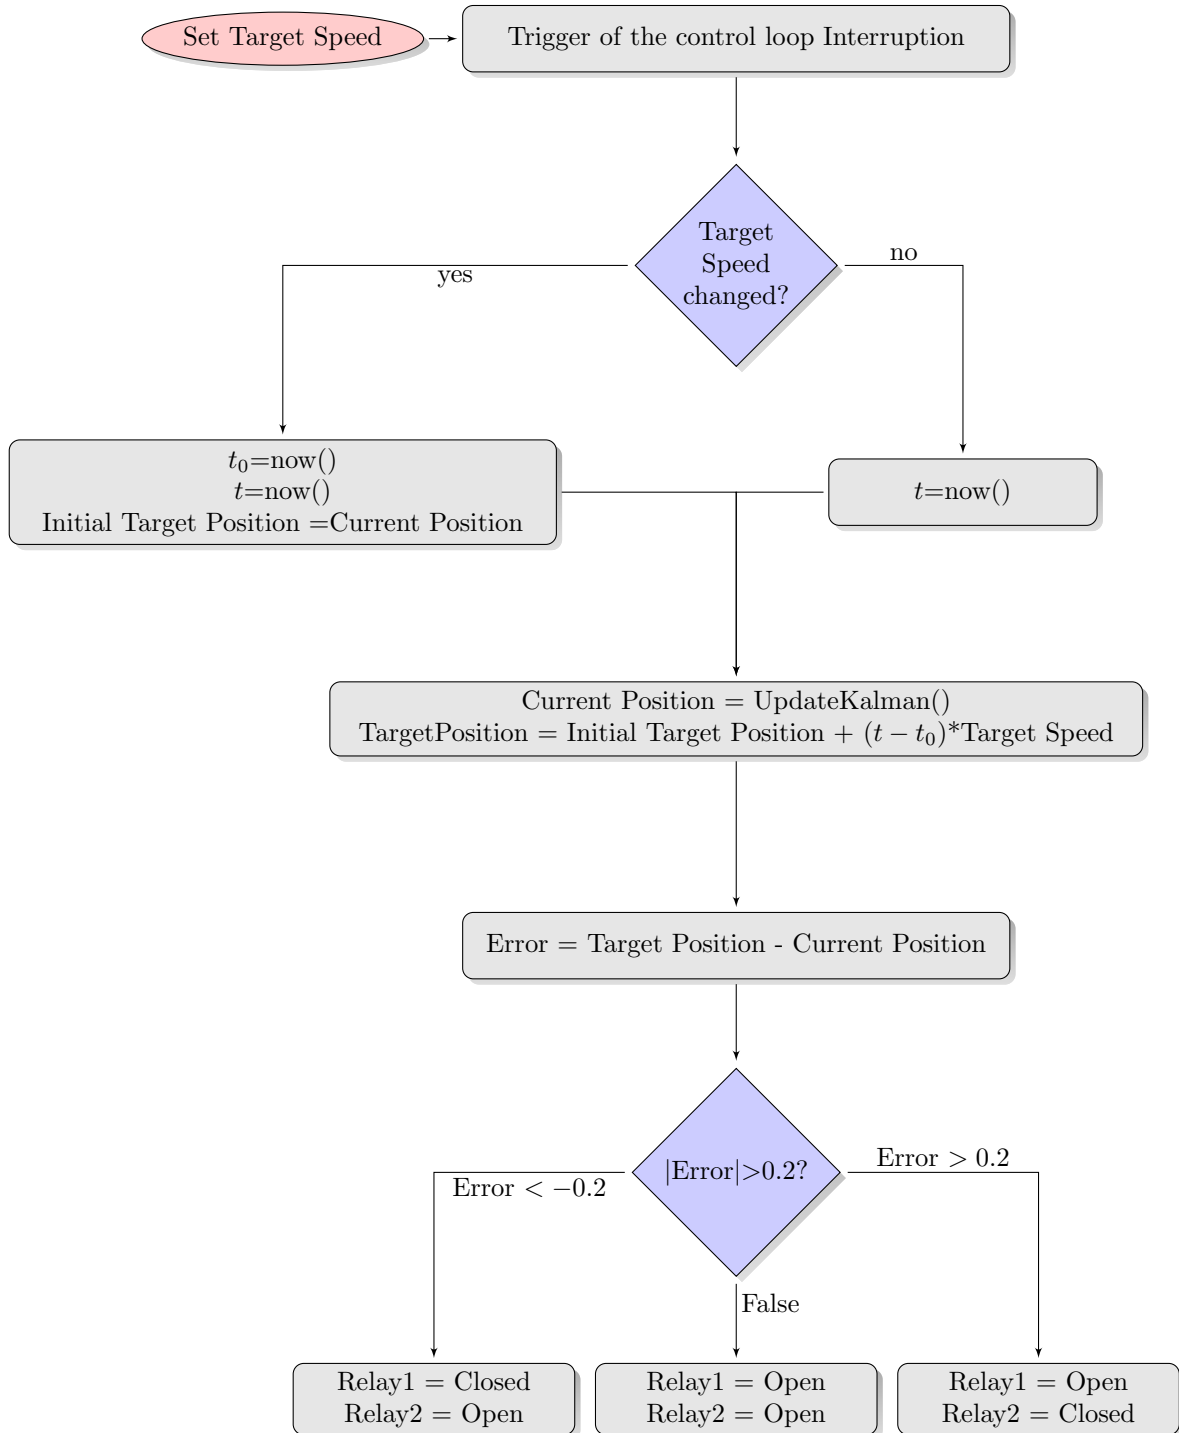 Set Target Speed
Trigger of the control loop Interruption
Target
Speed
changed?
yes
no
t₀=now()
t=now()
Initial Target Position =Current Position
t=now()
Current Position = UpdateKalman()
TargetPosition = Initial Target Position + (t − t₀)*Target Speed
Error = Target Position - Current Position
|Error|>0.2?
Error < −0.2
Error > 0.2
False
Relay1 = Closed
Relay2 = Open
Relay1 = Open
Relay2 = Open
Relay1 = Open
Relay2 = Closed